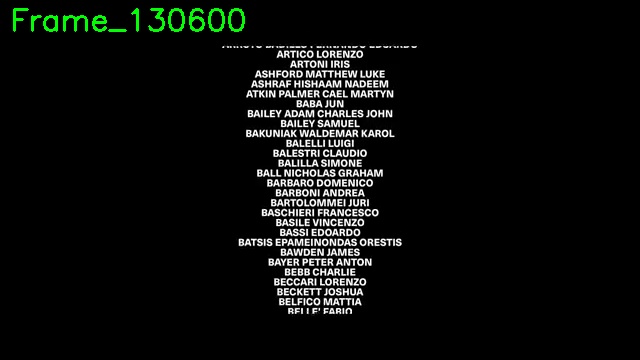 Frame_130600
ARTICO LORENZO
ARTONI IRIS
ASHFORD MATTHEW LUKE
ASHRAF HISHAAM NADEEM
ATKIN PALMER CAEL MARTYN
BABA JUN
BAILEY ADAM CHARLES JOHN
BAILEY SAMUEL
BAKUNIAK WALDEMAR KAROL
BALELLI LUIGI
BALESTRI CLAUDIO
BALILLA SIMONE
BALL NICHOLAS GRAHAM
BARBARO DOMENICO
BARBONI ANDREA
BARTOLOMMEI JURI
BASCHIERI FRANCESCO
BASILE VINCENZO
BASSI EDOARDO
BATSIS EPAMEINONDAS ORESTIS
BAWDEN JAMES
BAYER PETER ANTON
BEBB CHARLIE
BECCARI LORENZO
BECKETT JOSHUA
BELFICO MATTIA
BELLE' FABIO